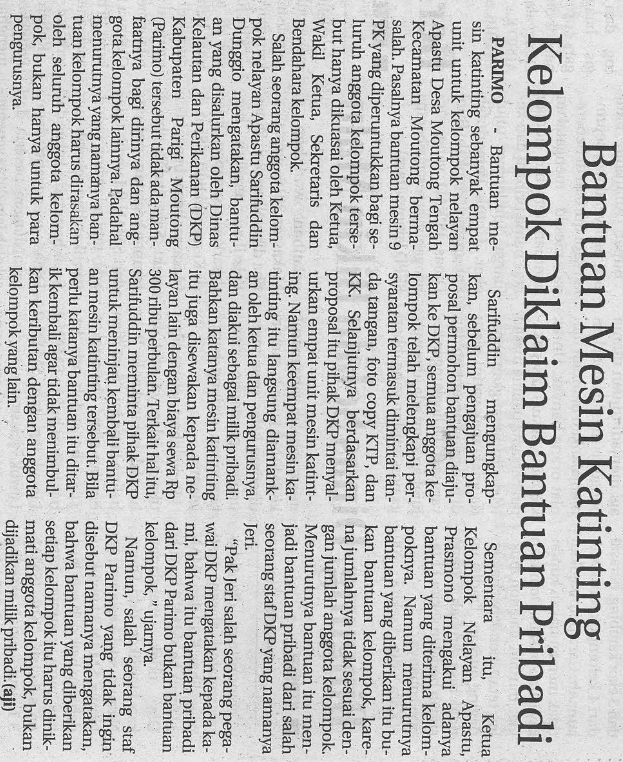 Bantuan Mesin Katinting
Kelompok Diklaim Bantuan Pribadi
PARIMO - Bantuan me-
sin katinting sebanyak empat
unit untuk kelompok nelayan
Apastu Desa Moutong Tengah
Kecamatan Moutong berma-
salah. Pasalnya bantuan mesin 9
PK yang diperuntukkan bagi se-
luruh anggota kelompok terse-
but hanya dikuasai oleh Ketua,
Wakil Ketua, Sekretaris dan
Bendahara kelompok.
Salah seorang anggota kelom-
pok nelayan Apastu Sarifuddin
Dunggio mengatakan, bantu-
an yang disalurkan oleh Dinas
Kelautan dan Perikanan (DKP)
Kabupaten Parigi Moutong
(Parimo) tersebut tidak ada man-
faatnya bagi dirinya dan ang-
gota kelompok lainnya. Padahal
menurutnya yang namanya ban-
tuan kelompok harus dirasakan
oleh seluruh anggota kelom-
pok, bukan hanya untuk para
pengurusnya.
Sarifuddin mengungkap-
kan, sebelum pengajuan pro-
posal permohon bantuan diaju-
kan ke DKP, semua anggota ke-
lompok telah melengkapi per-
syaratan termasuk dimintai tan-
da tangan, foto copy KTP, dan
KK. Selanjutnya berdasarkan
proposal itu pihak DKP menyal-
urkan empat unit mesin katint-
ing. Namun keempat mesin ka-
tinting itu langsung diamank-
an oleh ketua dan pengurusnya,
dan diakui sebagai milik pribadi.
Bahkan katanya mesin katinting
itu juga disewakan kepada ne-
layan lain dengan biaya sewa Rp
300 ribu perbulan. Terkait hal itu,
Sarifuddin meminta pihak DKP
untuk meninjau kembali bantu-
an mesin katinting tersebut. Bila
perlu katanya bantuan itu ditar-
ik kembali agar tidak menimbul-
kan keributan dengan anggota
kelompok yang lain.
Sementara itu, Ketua
Kelompok Nelayan Apastu,
Prasmono mengakui adanya
bantuan yang diterima kelom-
poknya. Namun menurutnya
bantuan yang diberikan itu bu-
kan bantuan kelompok, kare-
na jumlahnya tidak sesuai den-
gan jumlah anggota kelompok.
Menurutnya bantuan itu men-
jadi bantuan pribadi dari salah
seorang staf DKP yang namanya
Jeri.
"Pak Jeri salah seorang pega-
wai DKP mengatakan kepada ka-
mi, bahwa itu bantuan pribadi
dari DKP Parimo bukan bantuan
kelompok," ujarnya.
Namun, salah seorang staf
DKP Parimo yang tidak ingin
disebut namanya mengatakan,
bahwa bantuan yang diberikan
setiap kelompok itu harus dinik-
mati anggota kelompok, bukan
dijadikan milik pribadi. (aji)